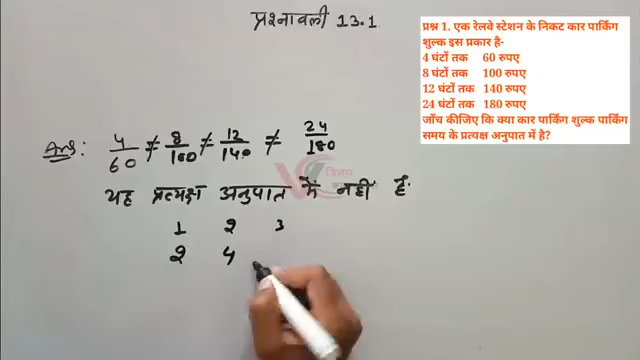 प्रश्नावली 13.1
प्रश्न 1. एक रेलवे स्टेशन के निकट कार पार्किंग
शुल्क इस प्रकार है-
4 घंटों तक 60 रुपए
8 घंटों तक 100 रुपए
12 घंटों तक 140 रुपए
24 घंटों तक 180 रुपए
जाँच कीजिए कि क्या कार पार्किंग शुल्क पार्किंग
समय के प्रत्यक्ष अनुपात में है?
Ans: 4/60 ≠ 8/100 ≠ 12/140 ≠ 24/180
यह प्रत्यक्ष अनुपात में नहीं है.
1 2 3
2 4